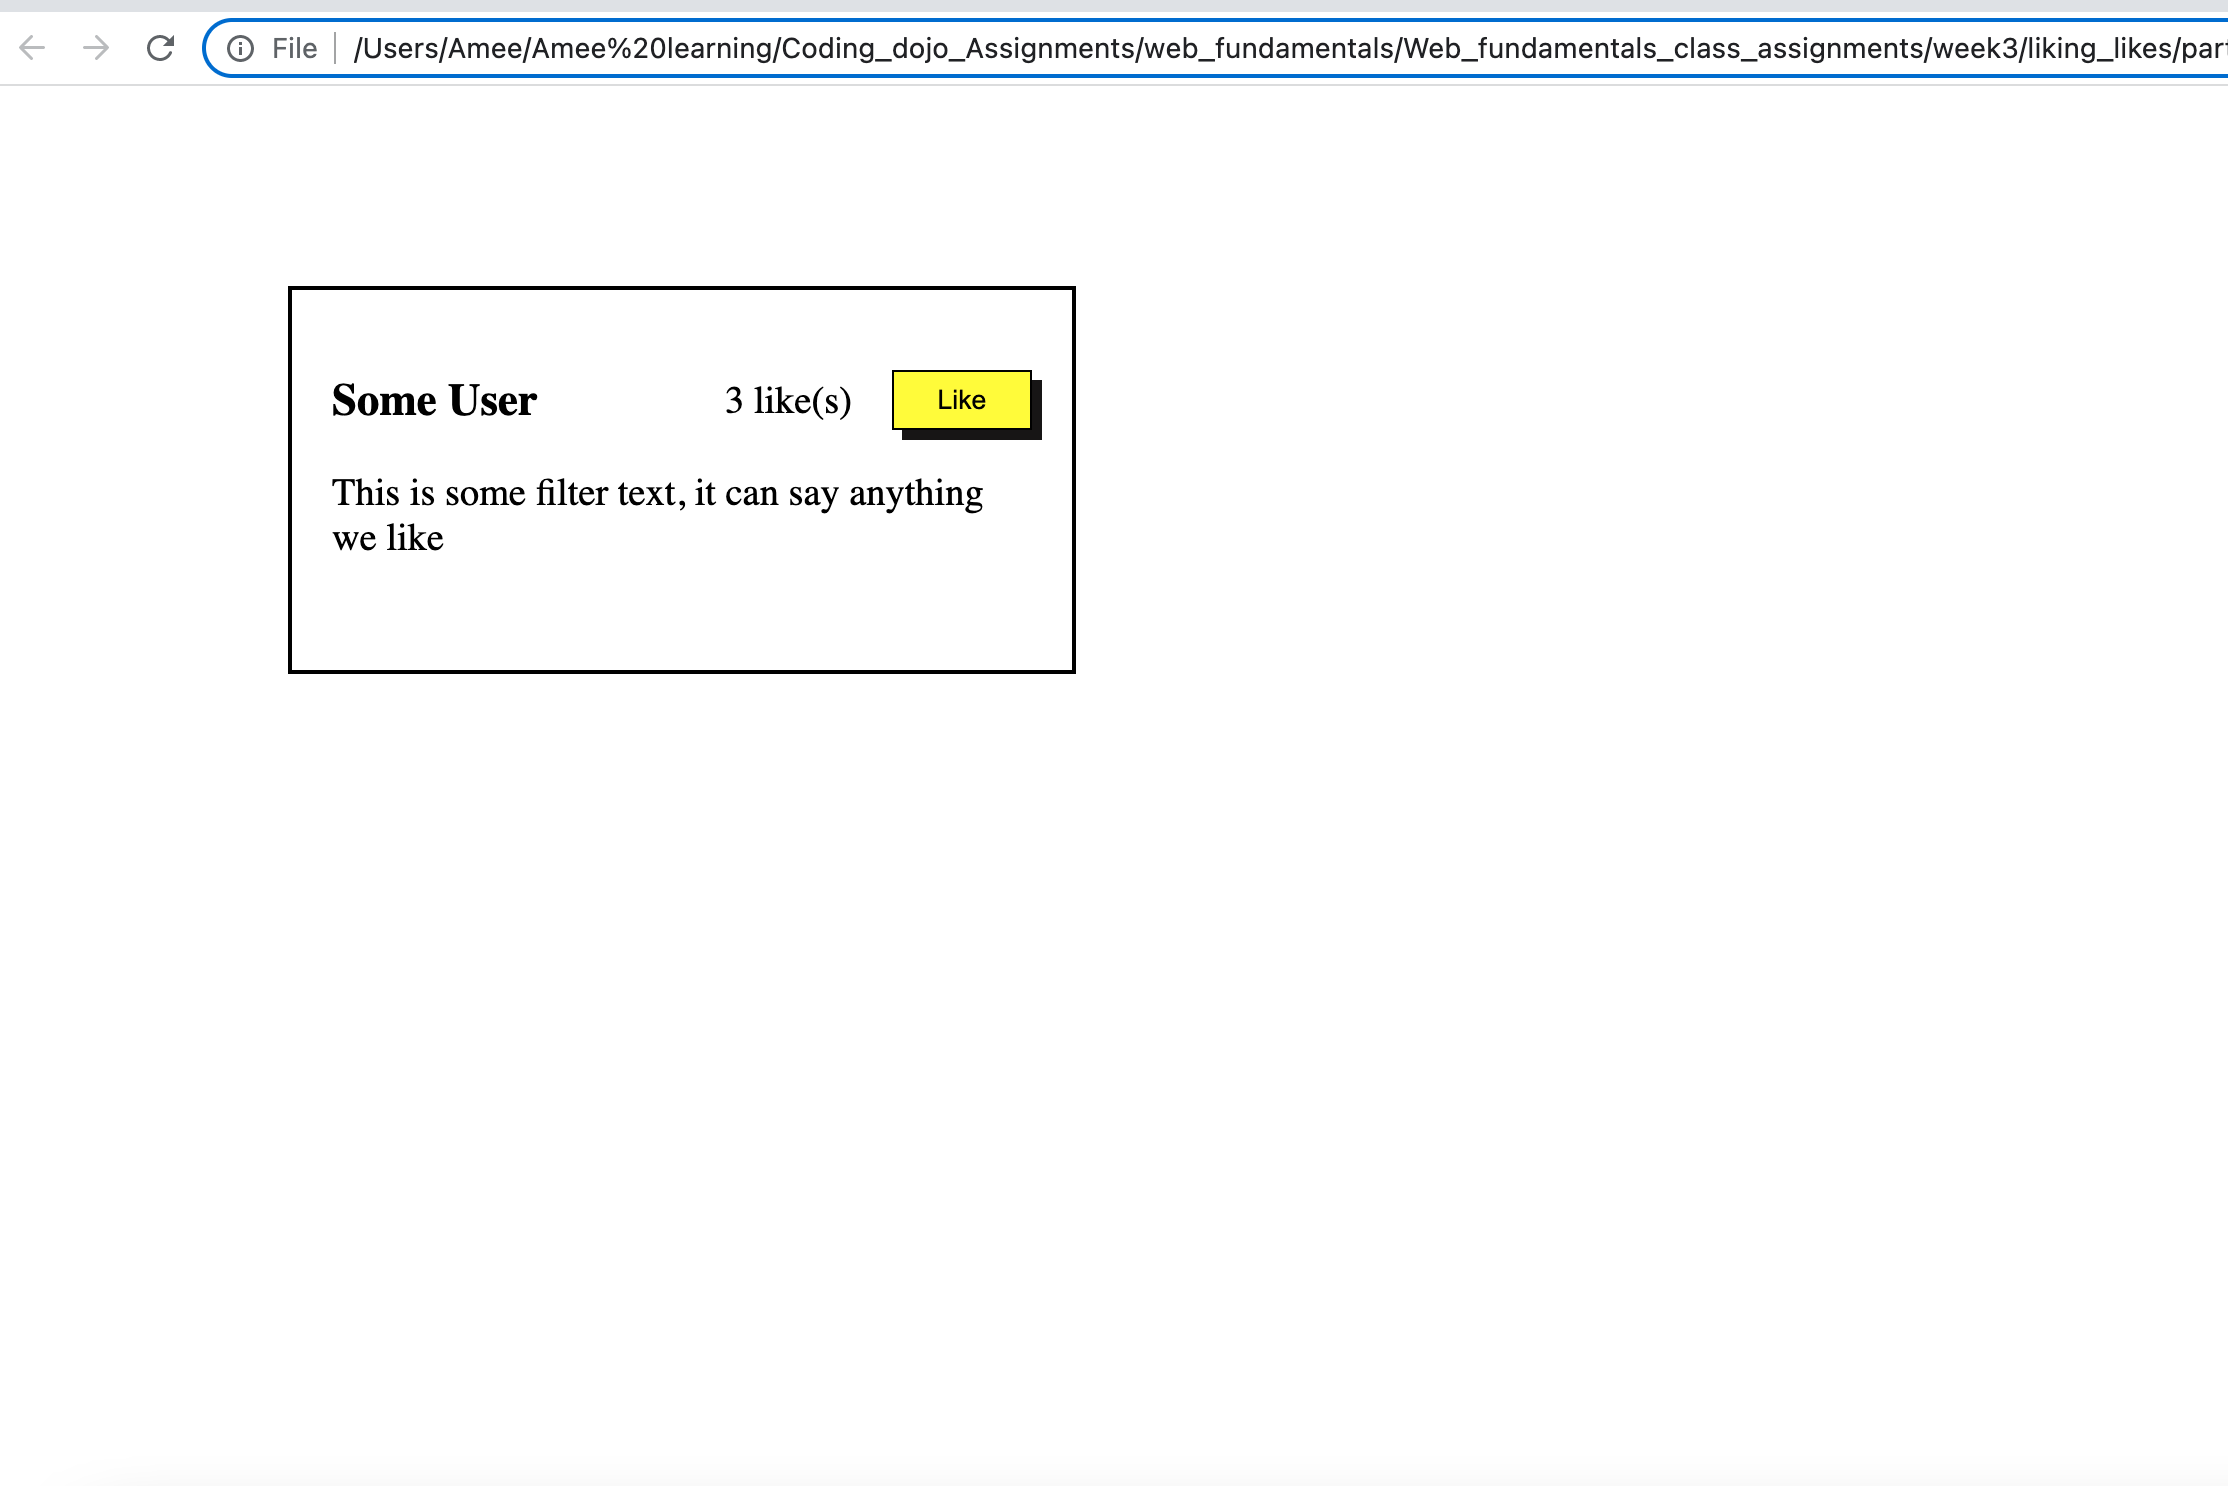 File /Users/Amee/Amee%20learning/Coding_dojo_Assignments/web_fundamentals/Web_fundamentals_class_assignments/week3/liking_likes/par
Some User 3 like(s) Like
This is some filter text, it can say anything
we like